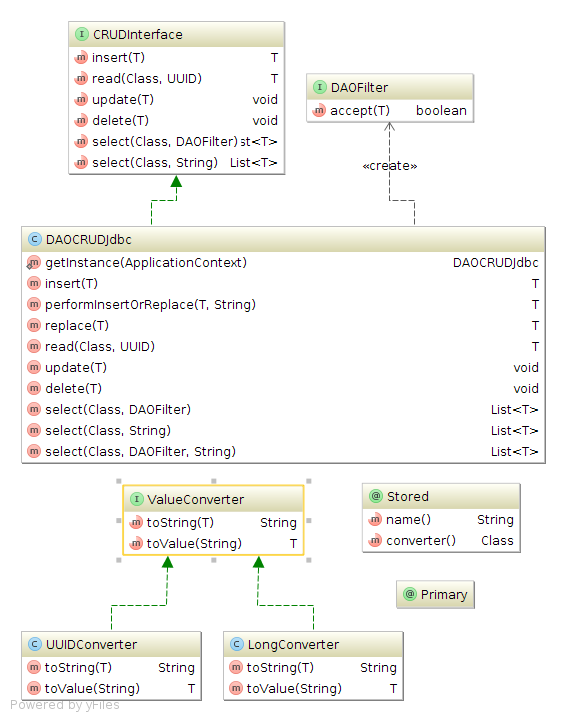 CRUDInterface
insert(T) T
read(Class, UUID) T
update(T) void
delete(T) void
select(Class, DAOFilter) st<T>
select(Class, String) List<T>
DAOFilter
accept(T) boolean
«create»
DAOCRUDJdbc
getInstance(ApplicationContext) DAOCRUDJdbc
insert(T) T
performInsertOrReplace(T, String) T
replace(T) T
read(Class, UUID) T
update(T) void
delete(T) void
select(Class, DAOFilter) List<T>
select(Class, String) List<T>
select(Class, DAOFilter, String) List<T>
ValueConverter
toString(T) String
toValue(String) T
Stored
name() String
converter() Class
Primary
UUIDConverter
toString(T) String
toValue(String) T
LongConverter
toString(T) String
toValue(String) T
Powered by yFiles